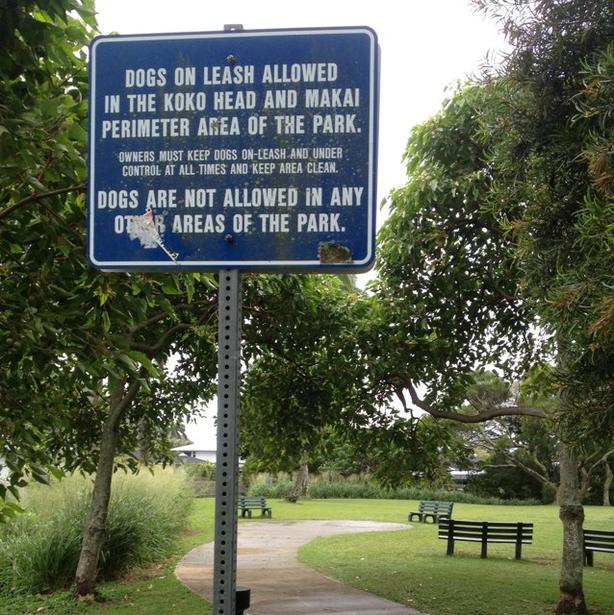 DOGS ON LEASH ALLOWED
IN THE KOKO HEAD AND MAKAI
PERIMETER AREA OF THE PARK.
OWNERS MUST KEEP DOGS ON-LEASH AND UNDER
CONTROL AT ALL TIMES AND KEEP AREA CLEAN.
DOGS ARE NOT ALLOWED IN ANY
OTHER AREAS OF THE PARK.